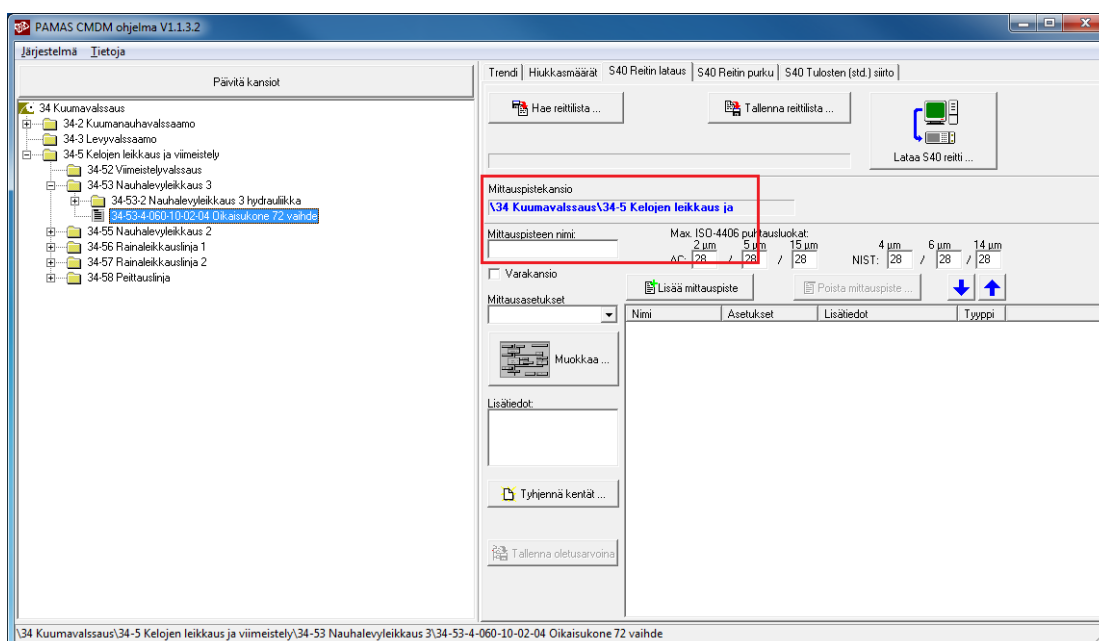 PAMAS CMDM ohjelma V1.1.3.2
Järjestelmä Tietoja
Päivitä kansiot
34 Kuumavalssaus
34-2 Kuumanauhavalssaamo
34-3 Levyvalssaamo
34-5 Kelojen leikkaus ja viimeistely
34-52 Viimeistelyvalssaus
34-53 Nauhalevyleikkaus 3
34-53-2 Nauhalevyleikkaus 3 hydrauliikka
34-53-4-060-10-02-04 Oikaisukone 72 vaihde
34-55 Nauhalevyleikkaus 2
34-56 Rainaleikkauslinja 1
34-57 Rainaleikkauslinja 2
34-58 Peittauslinja
Trendi Hiukkasmäärät S40 Reitin lataus S40 Reitin purku S40 Tulosten (std.) siirto
Hae reittilista ... Tallenna reittilista ...
Lataa S40 reitti ...
Mittauspistekansio
\34 Kuumavalssaus\34-5 Kelojen leikkaus ja
Mittauspisteen nimi: Max. ISO-4406 puhtausluokat:
2 µm 5 µm 15 µm 4 µm 6 µm 14 µm
AC: 28 / 28 / 28 NIST: 28 / 28 / 28
Varakansio
Lisää mittauspiste Poista mittauspiste ...
Mittausasetukset
Nimi Asetukset Lisätiedot Tyyppi
Muokkaa ...
Lisätiedot:
Tyhjennä kentät ...
Tallenna oletusarvoina
\34 Kuumavalssaus\34-5 Kelojen leikkaus ja viimeistely\34-53 Nauhalevyleikkaus 3\34-53-4-060-10-02-04 Oikaisukone 72 vaihde